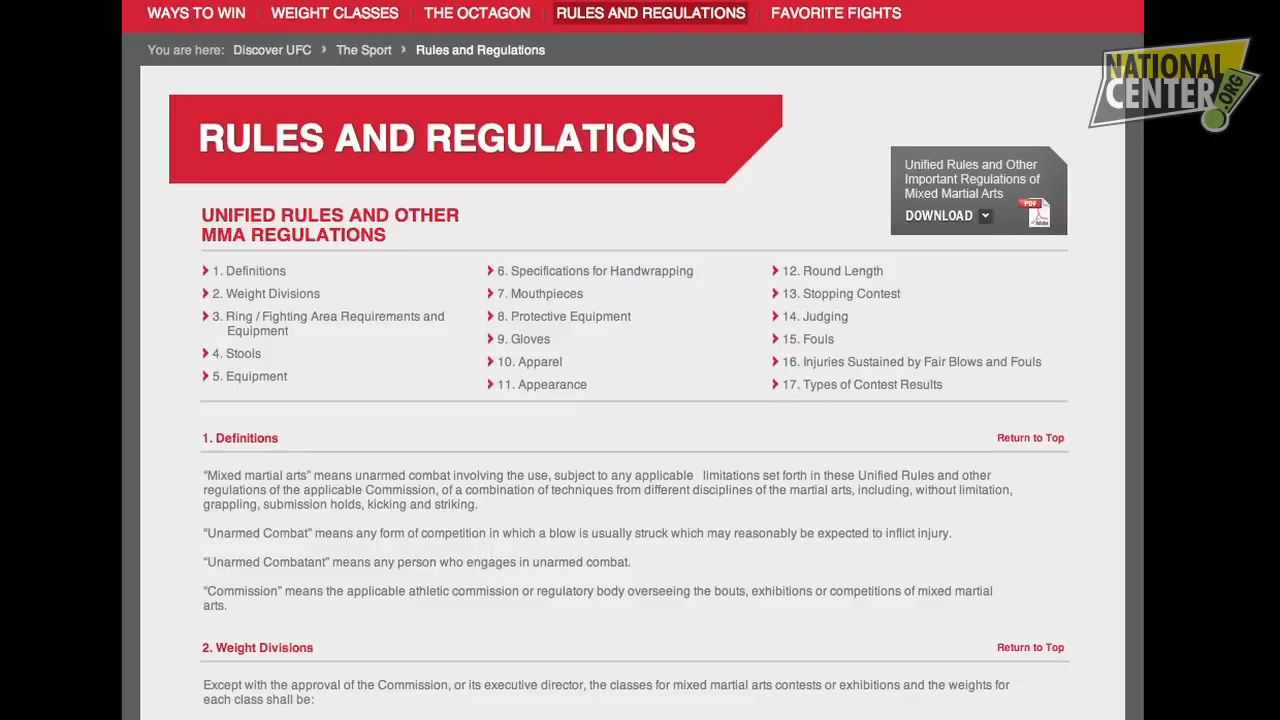 WAYS TO WIN | WEIGHT CLASSES | THE OCTAGON | RULES AND REGULATIONS | FAVORITE FIGHTS
You are here: Discover UFC › The Sport › Rules and Regulations
NATIONAL
CENTER.ORG
RULES AND REGULATIONS
Unified Rules and Other
Important Regulations of
Mixed Martial Arts
DOWNLOAD
PDF
UNIFIED RULES AND OTHER
MMA REGULATIONS
1. Definitions
2. Weight Divisions
3. Ring / Fighting Area Requirements and
Equipment
4. Stools
5. Equipment
6. Specifications for Handwrapping
7. Mouthpieces
8. Protective Equipment
9. Gloves
10. Apparel
11. Appearance
12. Round Length
13. Stopping Contest
14. Judging
15. Fouls
16. Injuries Sustained by Fair Blows and Fouls
17. Types of Contest Results
1. Definitions
Return to Top
“Mixed martial arts” means unarmed combat involving the use, subject to any applicable limitations set forth in these Unified Rules and other
regulations of the applicable Commission, of a combination of techniques from different disciplines of the martial arts, including, without limitation,
grappling, submission holds, kicking and striking.
“Unarmed Combat” means any form of competition in which a blow is usually struck which may reasonably be expected to inflict injury.
“Unarmed Combatant” means any person who engages in unarmed combat.
“Commission” means the applicable athletic commission or regulatory body overseeing the bouts, exhibitions or competitions of mixed martial
arts.
2. Weight Divisions
Return to Top
Except with the approval of the Commission, or its executive director, the classes for mixed martial arts contests or exhibitions and the weights for
each class shall be: